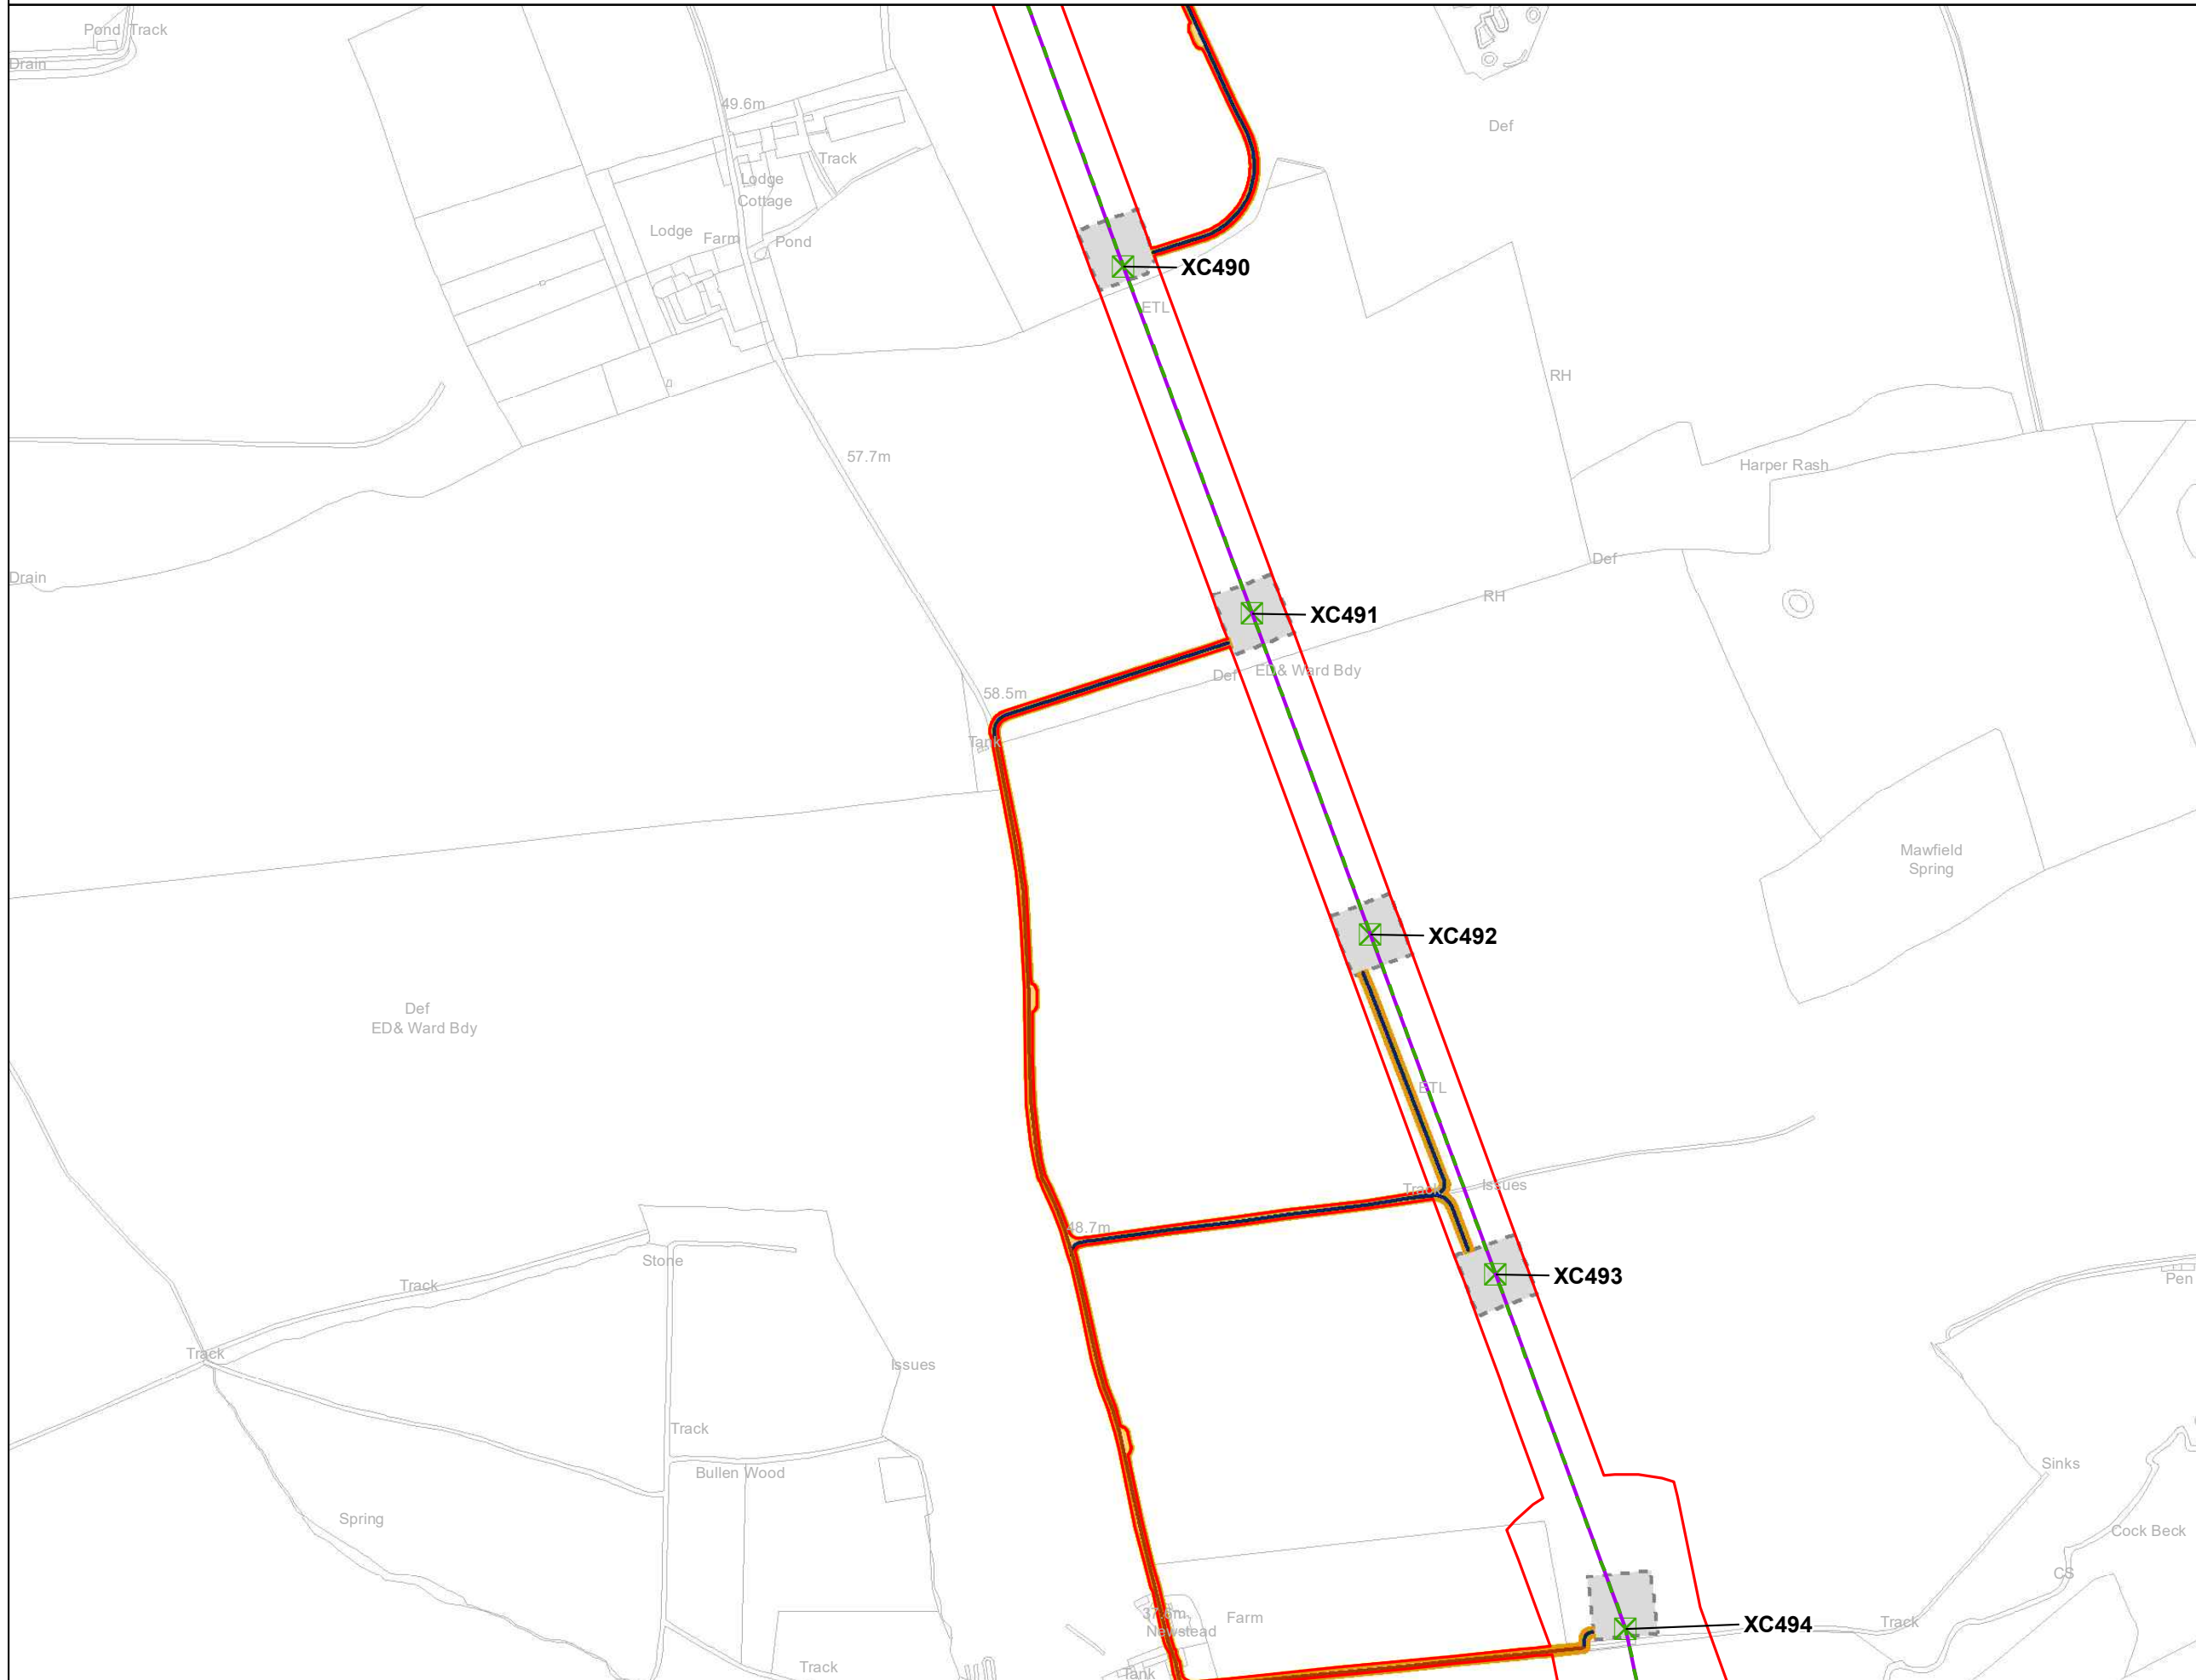 Pond Track
Drain
49.6m
Def
Track
Lodge
Cottage
Lodge Farm
Pond
XC490
ETL
RH
57.7m
Harper Rash
Def
Drain
RH
XC491
Def
ED& Ward Bdy
58.5m
Tank
Mawfield
Spring
XC492
Def
ED& Ward Bdy
ETL
Track
Issues
48.7m
Stone
XC493
Pen
Track
Track
Issues
Track
Bullen Wood
Sinks
Spring
Cock Beck
CS
Farm
Newstead
XC494
Track
Track
Tank